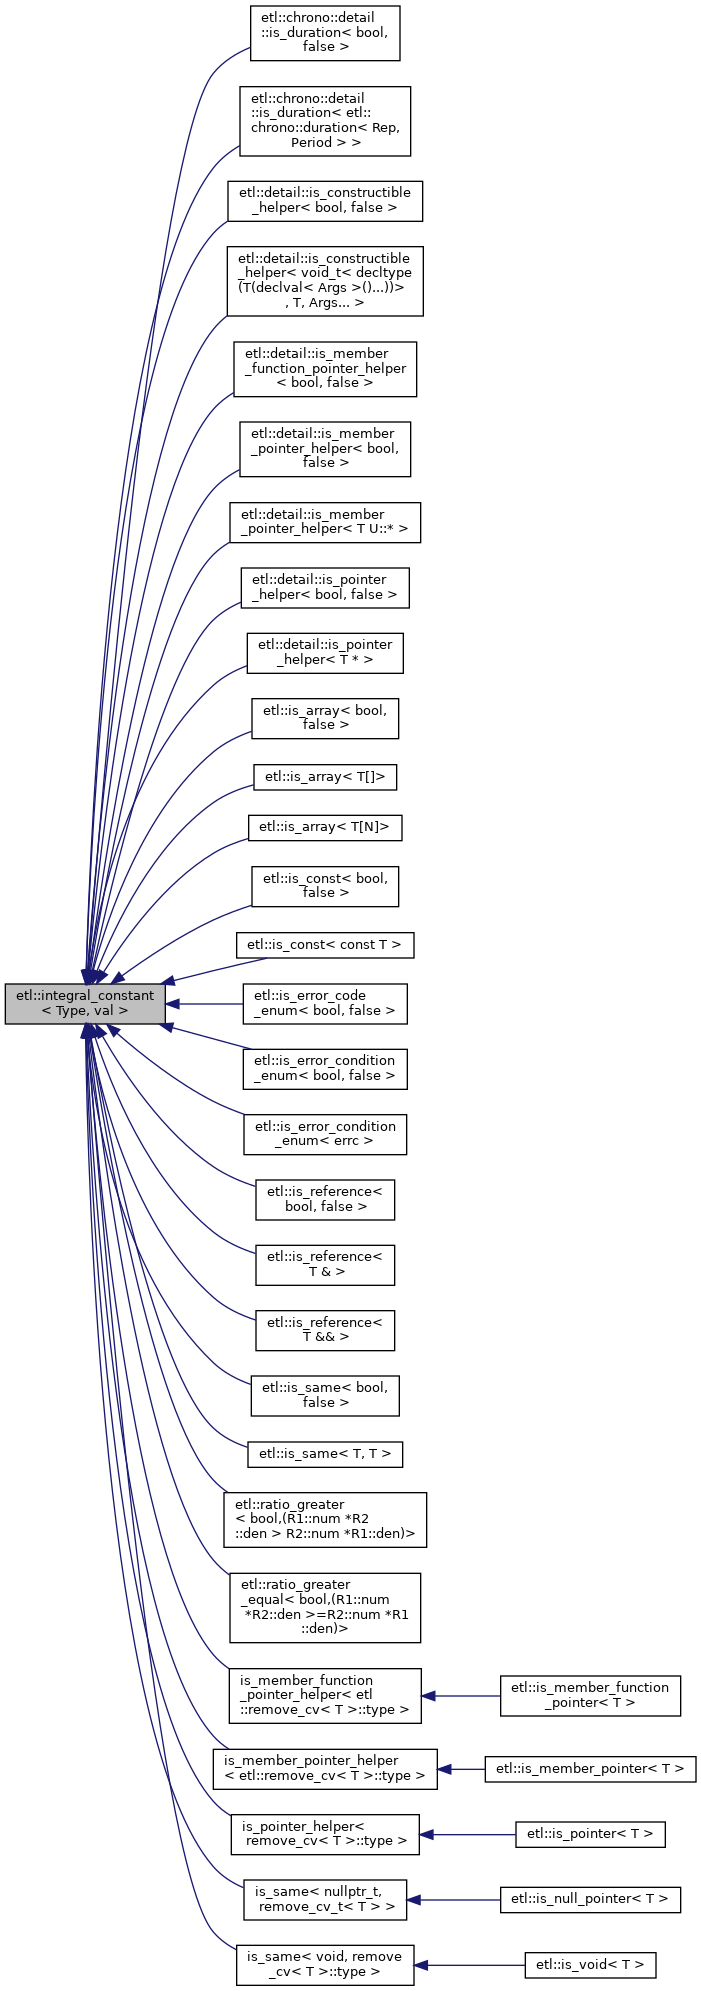 etl::chrono::detail
::is_duration< bool,
false >
etl::chrono::detail
::is_duration< etl::
chrono::duration< Rep,
Period > >
etl::detail::is_constructible
_helper< bool, false >
etl::detail::is_constructible
_helper< void_t< decltype
(T(declval< Args >()...))>
, T, Args... >
etl::detail::is_member
_function_pointer_helper
< bool, false >
etl::detail::is_member
_pointer_helper< bool,
false >
etl::detail::is_member
_pointer_helper< T U::* >
etl::detail::is_pointer
_helper< bool, false >
etl::detail::is_pointer
_helper< T * >
etl::is_array< bool,
false >
etl::is_array< T[]>
etl::is_array< T[N]>
etl::is_const< bool,
false >
etl::is_const< const T >
etl::integral_constant
< Type, val >
etl::is_error_code
_enum< bool, false >
etl::is_error_condition
_enum< bool, false >
etl::is_error_condition
_enum< errc >
etl::is_reference<
bool, false >
etl::is_reference<
T & >
etl::is_reference<
T && >
etl::is_same< bool,
false >
etl::is_same< T, T >
etl::ratio_greater
< bool,(R1::num *R2
::den > R2::num *R1::den)>
etl::ratio_greater
_equal< bool,(R1::num
*R2::den >=R2::num *R1
::den)>
is_member_function
_pointer_helper< etl
::remove_cv< T >::type >
etl::is_member_function
_pointer< T >
is_member_pointer_helper
< etl::remove_cv< T >::type >
etl::is_member_pointer< T >
is_pointer_helper<
remove_cv< T >::type >
etl::is_pointer< T >
is_same< nullptr_t,
remove_cv_t< T > >
etl::is_null_pointer< T >
is_same< void, remove
_cv< T >::type >
etl::is_void< T >